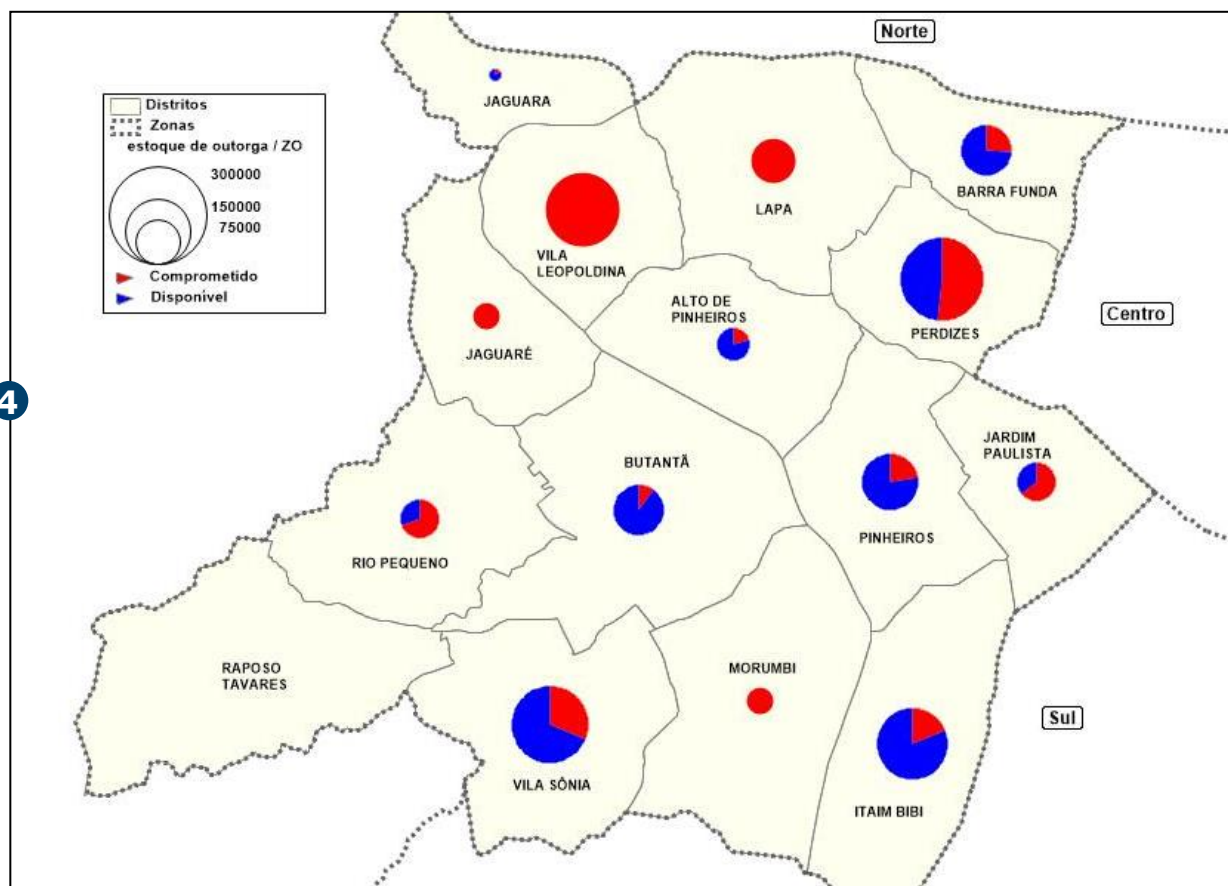 Norte
JAGUARA
Distritos
Zonas
estoque de outorga / ZO
300000
150000
75000
Comprometido
Disponível
BARRA FUNDA
LAPA
VILA
LEOPOLDINA
ALTO DE
PINHEIROS
PERDIZES
Centro
JAGUARÉ
4
JARDIM
PAULISTA
BUTANTÃ
PINHEIROS
RIO PEQUENO
RAPOSO
TAVARES
MORUMBI
Sul
VILA SÔNIA
ITAIM BIBI